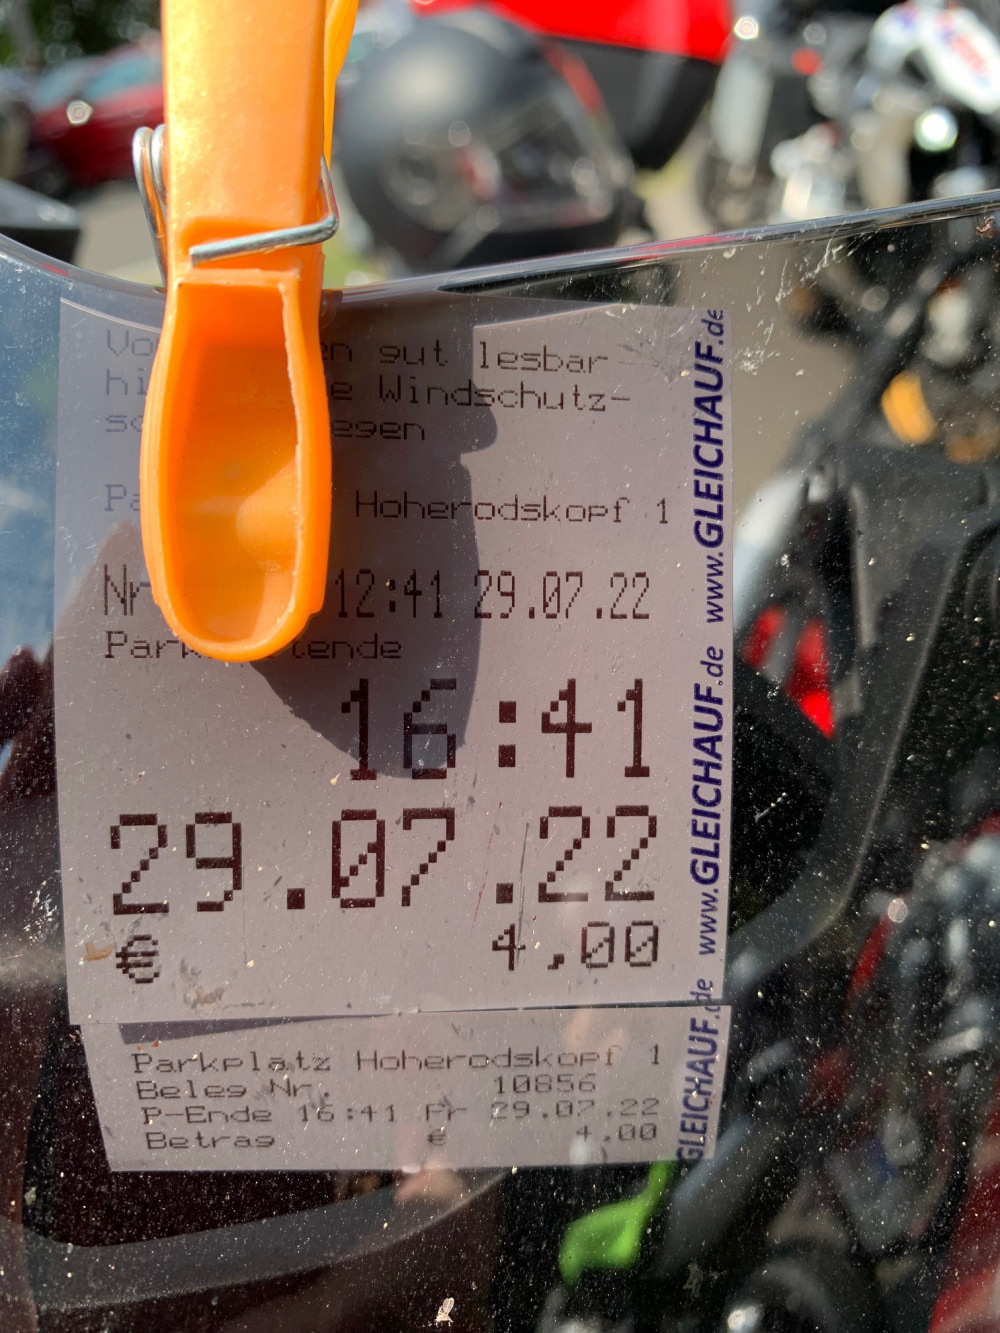 Vo en gut lesbar
hi e Windschutz-
sc egen
Pa Hoherodskopf 1
Nr 12:41 29.07.22
Park tende
16:41
29.07.22
€ 4,00
Parkplatz Hoherodskopf 1
Beleg Nr. 10856
P-Ende 16:41 Fr 29.07.22
Betrag € 4,00
www.GLEICHAUF.de
www.GLEICHAUF.de
GLEICHAUF.de